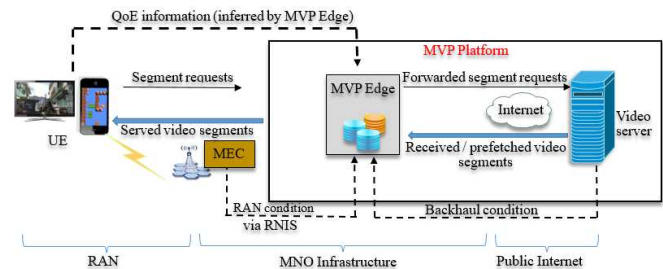 QoE information (inferred by MVP Edge)
MVP Platform
Segment requests
MVP Edge
Forwarded segment requests
Internet
Video
server
UE
Served video segments
Received / prefetched video
segments
MEC
RAN condition
via RNIS
Backhaul condition
RAN
MNO Infrastructure
Public Internet